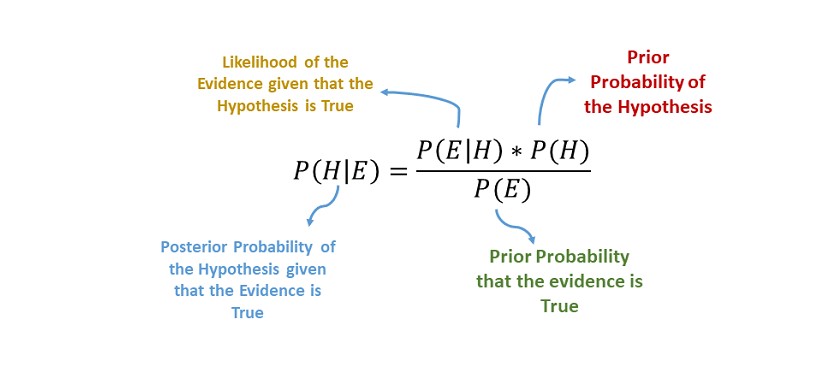 Likelihood of the
Evidence given that the
Hypothesis is True
Prior
Probability of
the Hypothesis
P(E|H) * P(H)
P(H|E) =
P(E)
Posterior Probability of
the Hypothesis given
that the Evidence is
True
Prior Probability
that the evidence is
True